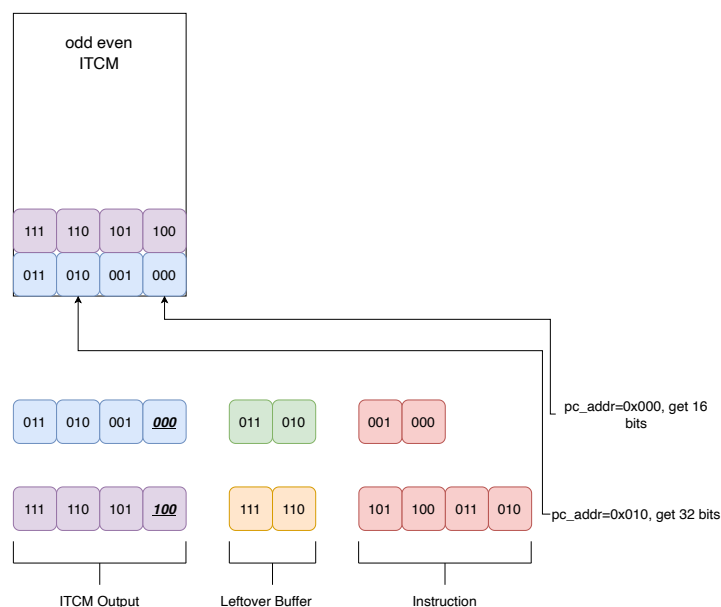 odd even
ITCM
111 110 101 100
011 010 001 000
011 010 001 000 011 010 001 000
pc_addr=0x000, get 16
bits
111 110 101 100 111 110 101 100 011 010
pc_addr=0x010, get 32 bits
ITCM Output Leftover Buffer Instruction